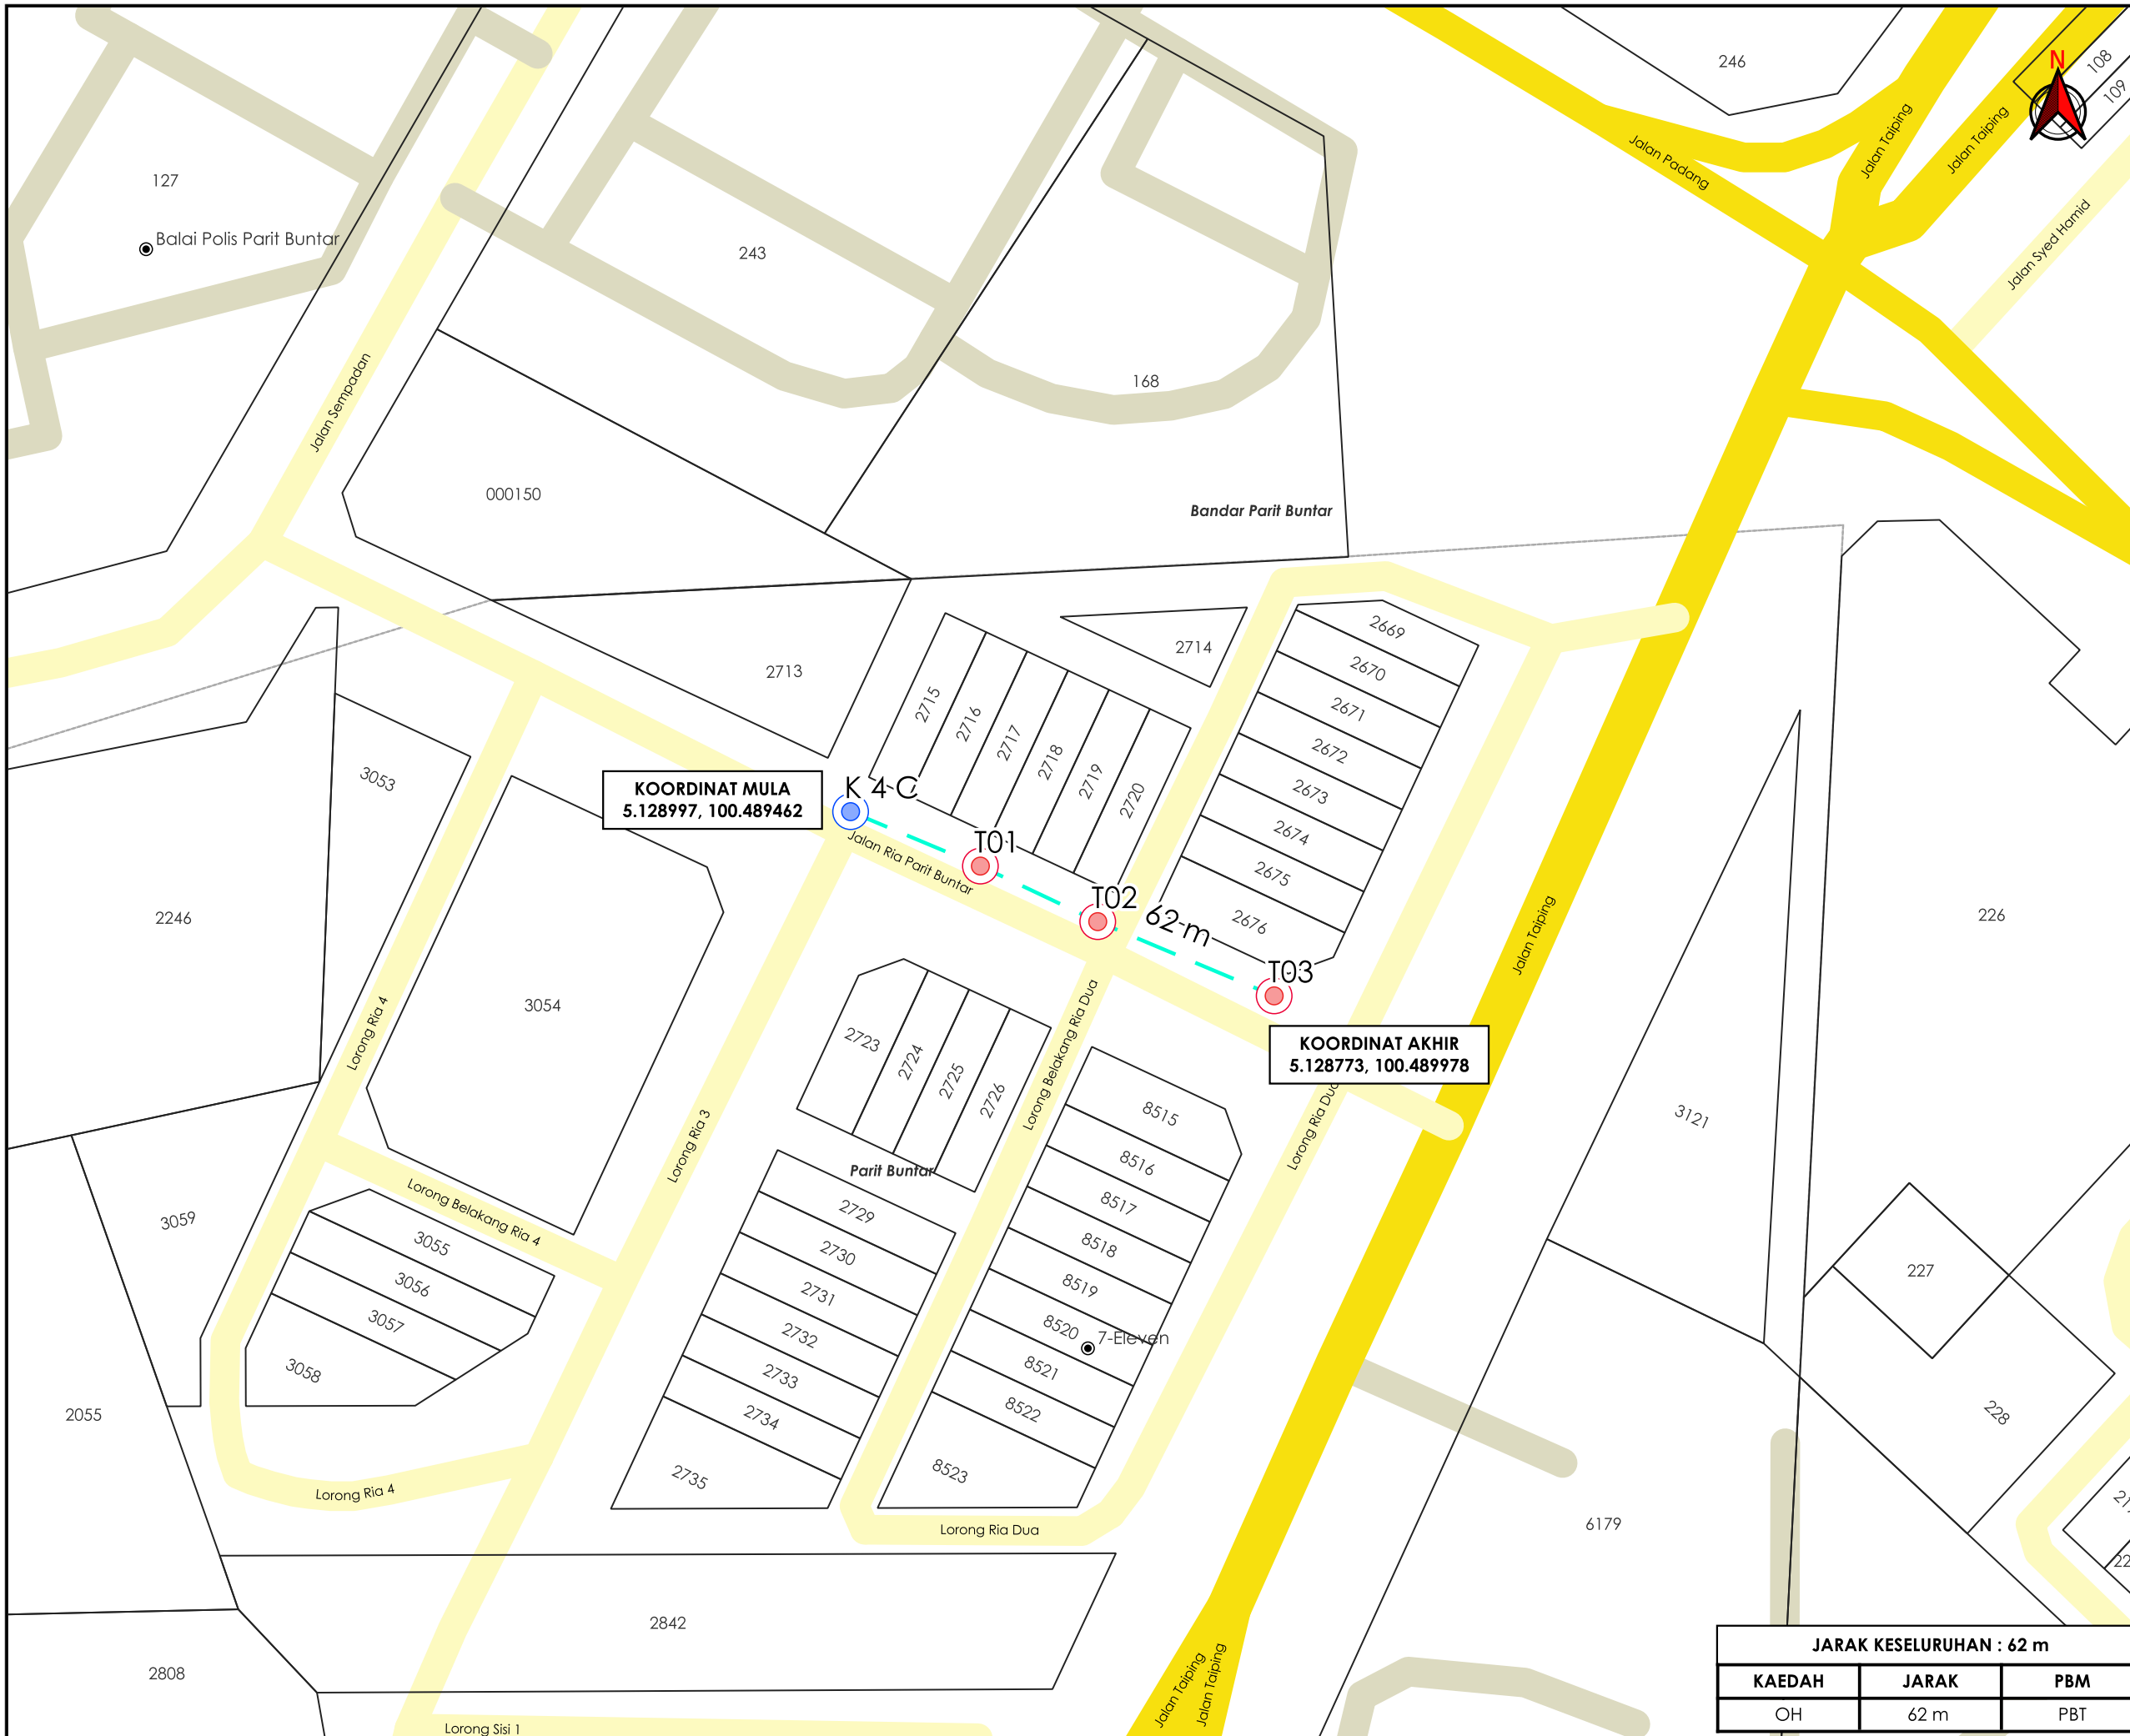 246
N
108
109
Jalan Padang
Jalan Taiping
Jalan Taiping
Jalan Syed Hamid
127
Balai Polis Parit Buntar
243
168
Jalan Sempadan
000150
Bandar Parit Buntar
2713
2714
2715
2716
2717
2718
2719
2720
2669
2670
2671
2672
2673
2674
2675
2676
3053
KOORDINAT MULA
5.128997, 100.489462
K 4-C
T01
T02
62 m
T03
Jalan Ria Parit Buntar
KOORDINAT AKHIR
5.128773, 100.489978
2246
3054
Lorong Ria 4
226
Jalan Taiping
2723
2724
2725
2726
Lorong Belakang Ria Dua
Lorong Ria 3
Parit Buntar
8515
8516
8517
8518
8519
8520
7-Eleven
8521
8522
8523
Lorong Ria Dua
3121
3059
Lorong Belakang Ria 4
3055
3056
3057
3058
2729
2730
2731
2732
2733
2734
2735
227
228
2055
Lorong Ria 4
Lorong Ria Dua
6179
2842
2808
Lorong Sisi 1
Jalan Taiping
Jalan Taiping
JARAK KESELURUHAN : 62 m
KAEDAH JARAK PBM
OH 62 m PBT